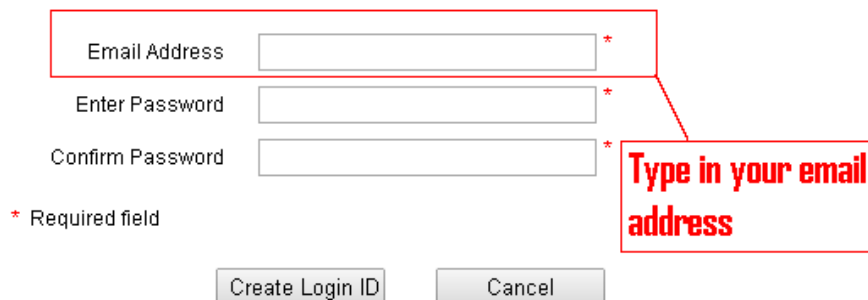 Email Address *
Enter Password *
Confirm Password *
Type in your email
address
* Required field
Create Login ID Cancel